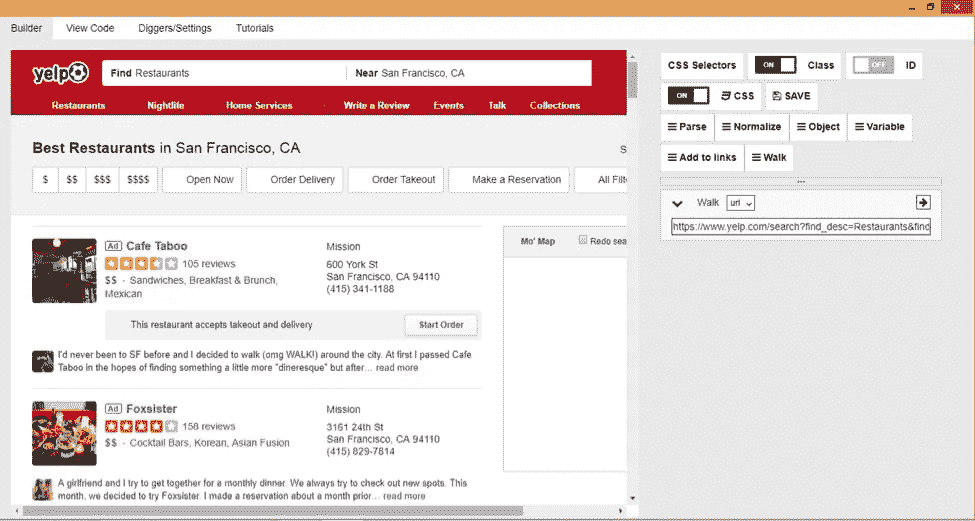 Builder View Code Diggers/Settings Tutorials
yelp Find Restaurants Near San Francisco, CA
Restaurants Nightlife Home Services Write a Review Events Talk Collections
Best Restaurants in San Francisco, CA S
$ $$ $$$ $$$$ Open Now Order Delivery Order Takeout Make a Reservation All Filt
Ad Cafe Taboo
105 reviews
$$ · Sandwiches, Breakfast & Brunch,
Mexican
Mission
600 York St
San Francisco, CA 94110
(415) 341-1188
This restaurant accepts takeout and delivery Start Order
I'd never been to SF before and I decided to walk (omg WALK!) around the city. At first I passed Cafe
Taboo in the hopes of finding something a little more "dineresque" but after… read more
Ad Foxsister
158 reviews
$$ · Cocktail Bars, Korean, Asian Fusion
Mission
3161 24th St
San Francisco, CA 94110
(415) 829-7814
A girlfriend and I try to get together for a monthly dinner. We always try to check out new spots. This
month, we decided to try Foxsister. I made a reservation about a month prior… read more
Mo' Map Redo sea
CSS Selectors ON Class OFF ID
ON CSS SAVE
Parse Normalize Object Variable
Add to links Walk
Walk url
https://www.yelp.com/search?find_desc=Restaurants&find